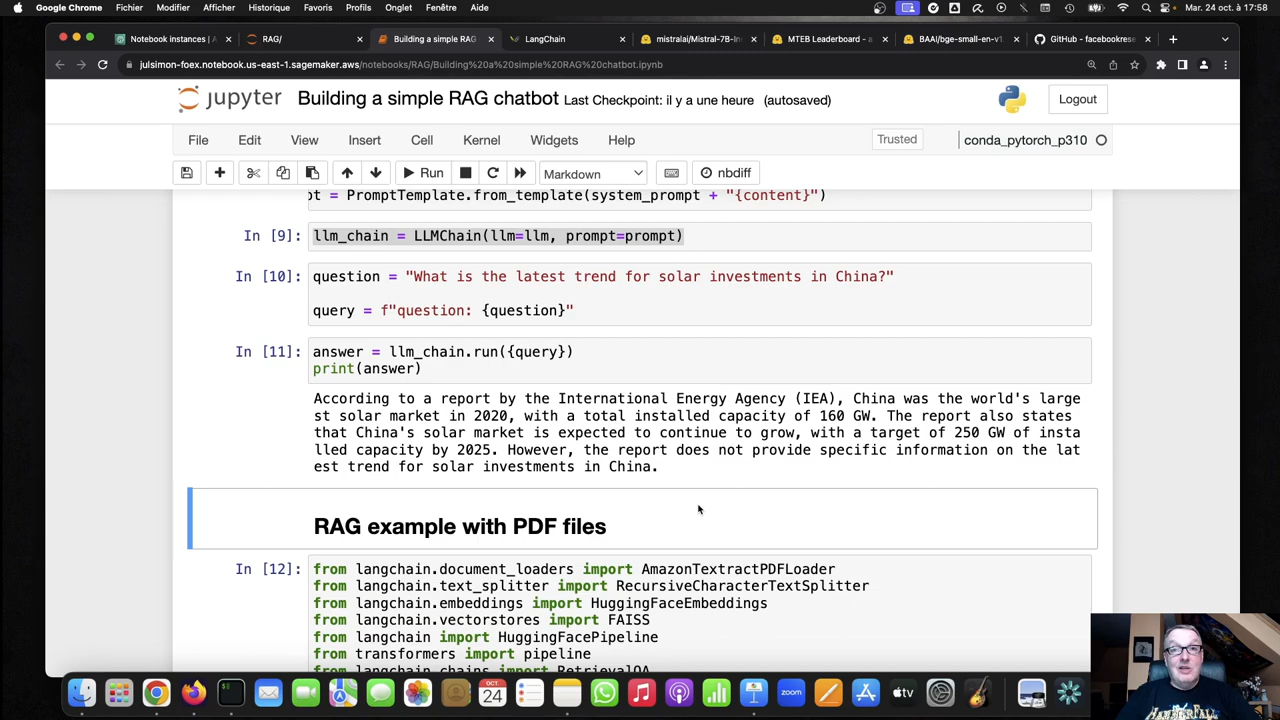 Google Chrome Fichier Modifier Afficher Historique Favoris Profils Onglet Fenêtre Aide Mar. 24 oct. à 17:58
Notebook instances | A RAG/ Building a simple RAG LangChain mistralai/Mistral-7B-In MTEB Leaderboard - a BAAI/bge-small-en-v1. GitHub - facebookrese
julsimon-foex.notebook.us-east-1.sagemaker.aws/notebooks/RAG/Building%20a%20simple%20RAG%20chatbot.ipynb
jupyter Building a simple RAG chatbot Last Checkpoint: il y a une heure (autosaved) Logout
File Edit View Insert Cell Kernel Widgets Help Trusted conda_pytorch_p310
Run Markdown nbdiff
pt = PromptTemplate.from_template(system_prompt + "{content}")
In [9]: llm_chain = LLMChain(llm=llm, prompt=prompt)
In [10]: question = "What is the latest trend for solar investments in China?"
query = f"question: {question}"
In [11]: answer = llm_chain.run({query})
print(answer)
According to a report by the International Energy Agency (IEA), China was the world's large
st solar market in 2020, with a total installed capacity of 160 GW. The report also states
that China's solar market is expected to continue to grow, with a target of 250 GW of insta
lled capacity by 2025. However, the report does not provide specific information on the lat
est trend for solar investments in China.
RAG example with PDF files
In [12]: from langchain.document_loaders import AmazonTextractPDFLoader
from langchain.text_splitter import RecursiveCharacterTextSplitter
from langchain.embeddings import HuggingFaceEmbeddings
from langchain.vectorstores import FAISS
from langchain import HuggingFacePipeline
from transformers import pipeline
from langchain.chains import RetrievalQA
OCT.
24 zoom tv
HAMMERFALL